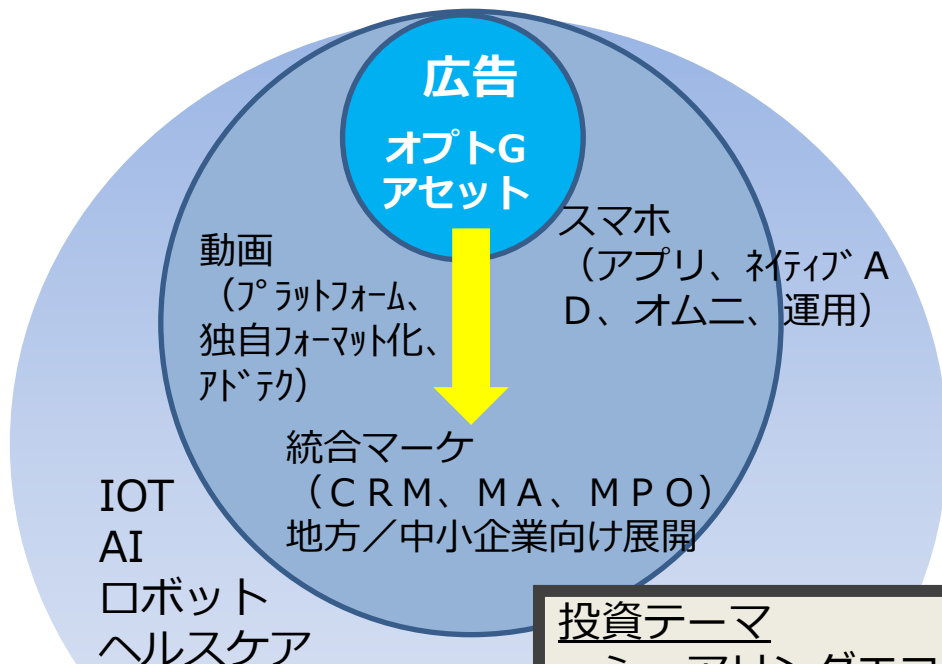 広告
オプトG
アセット
動画
（ﾌﾟﾗｯﾄﾌｫｰﾑ、
独自ﾌｫｰﾏｯﾄ化、
ｱﾄﾞﾃｸ）
スマホ
（アプリ、ﾈｲﾃｨﾌﾞＡ
Ｄ、オムニ、運用）
統合マーケ
（ＣＲＭ、ＭＡ、ＭＰＯ）
地方／中小企業向け展開
IOT
AI
ロボット
ヘルスケア
投資テーマ